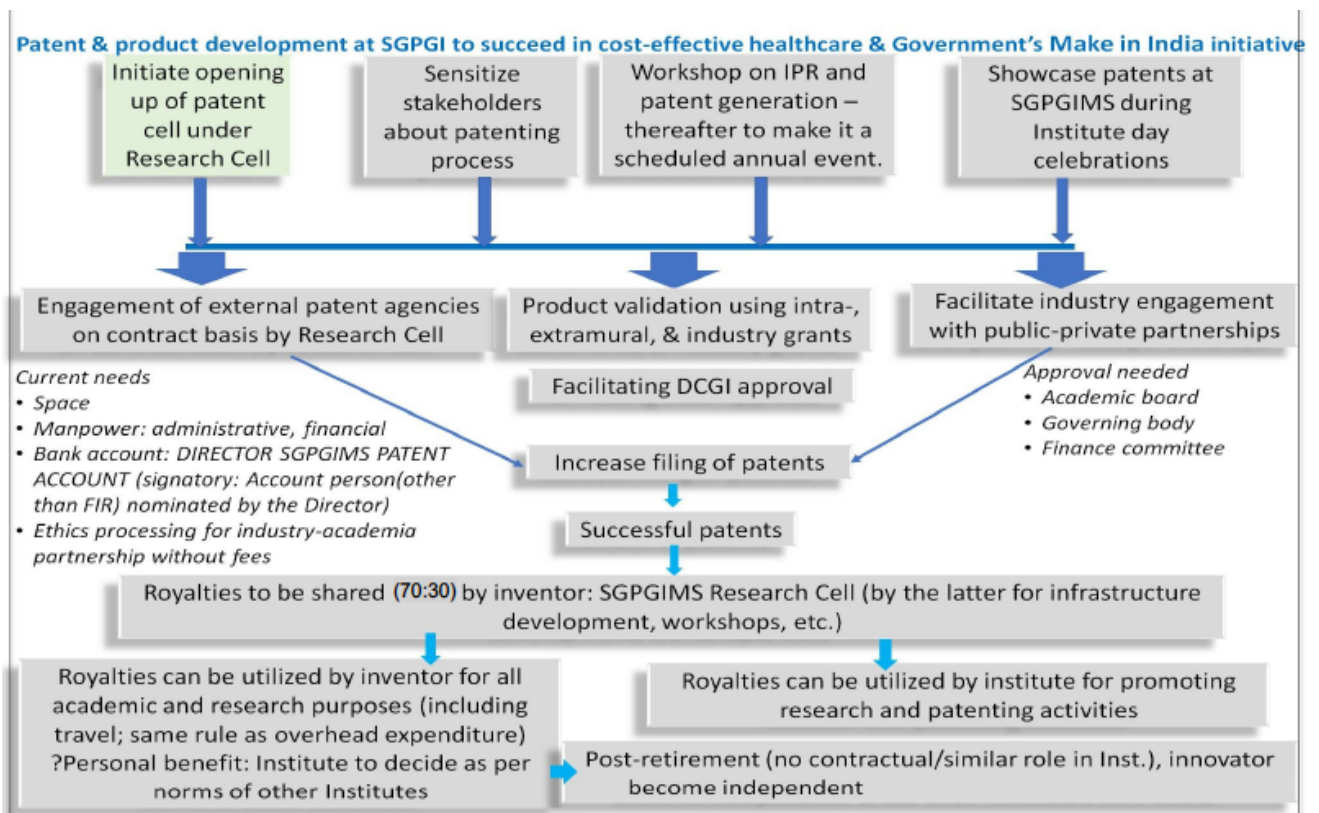 Patent & product development at SGPGI to succeed in cost-effective healthcare & Government's Make in India initiative
Initiate opening
up of patent
cell under
Research Cell
Sensitize
stakeholders
about patenting
process
Workshop on IPR and
patent generation –
thereafter to make it a
scheduled annual event.
Showcase patents at
SGPGIMS during
Institute day
celebrations
Engagement of external patent agencies
on contract basis by Research Cell
Product validation using intra-,
extramural, & industry grants
Facilitate industry engagement
with public-private partnerships
Facilitating DCGI approval
Current needs
• Space
• Manpower: administrative, financial
• Bank account: DIRECTOR SGPGIMS PATENT
ACCOUNT (signatory: Account person(other
than FIR) nominated by the Director)
• Ethics processing for industry-academia
partnership without fees
Approval needed
• Academic board
• Governing body
• Finance committee
Increase filing of patents
Successful patents
Royalties to be shared (70:30) by inventor: SGPGIMS Research Cell (by the latter for infrastructure
development, workshops, etc.)
Royalties can be utilized by inventor for all
academic and research purposes (including
travel; same rule as overhead expenditure)
?Personal benefit: Institute to decide as per
norms of other Institutes
Royalties can be utilized by institute for promoting
research and patenting activities
Post-retirement (no contractual/similar role in Inst.), innovator
become independent